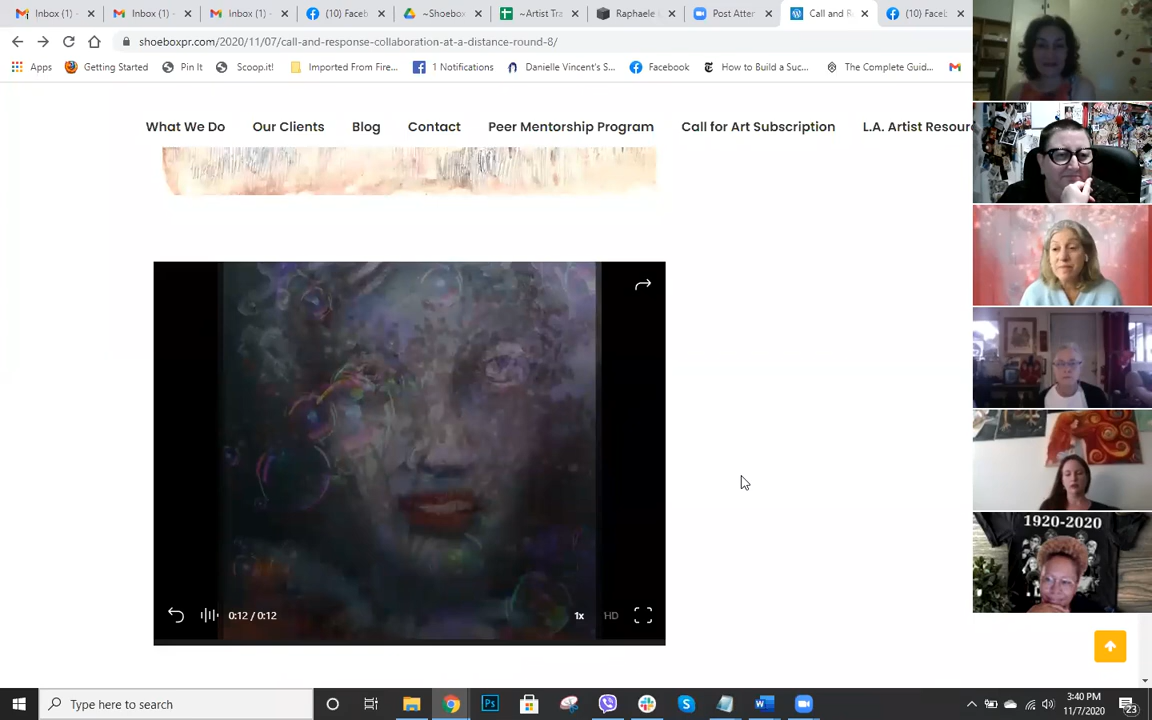 Inbox (1) -
Inbox (1) -
Inbox (1) -
(10) Faceb
~Shoebox
~Artist Tra
Raphaele
Post Atten
Call and R
(10) Faceb
shoeboxpr.com/2020/11/07/call-and-response-collaboration-at-a-distance-round-8/
Apps
Getting Started
Pin It
Scoop.it!
Imported From Fire...
1 Notifications
Danielle Vincent's S...
Facebook
How to Build a Suc...
The Complete Guid...
What We Do
Our Clients
Blog
Contact
Peer Mentorship Program
Call for Art Subscription
L.A. Artist Resour
0:12 / 0:12
1x
HD
1920-2020
Type here to search
Ps
3:40 PM
11/7/2020
23